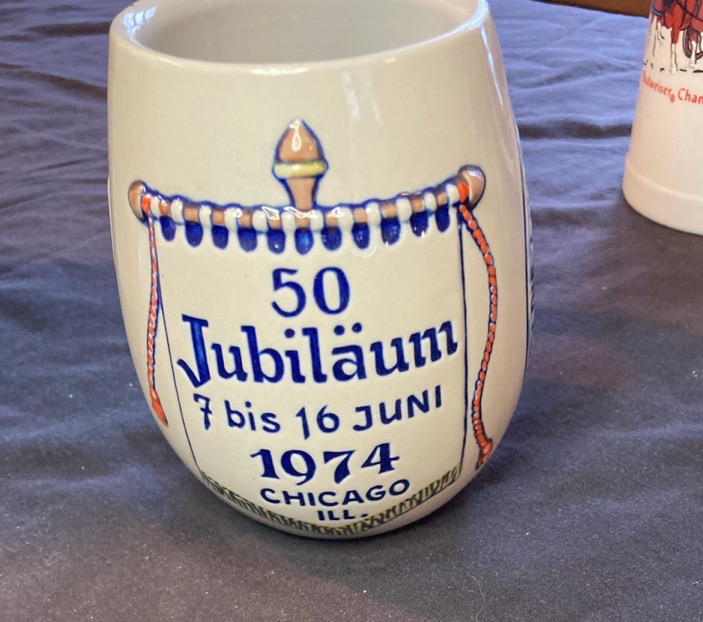 50
Jubiläum
7 bis 16 JUNI
1974
CHICAGO
ILL.